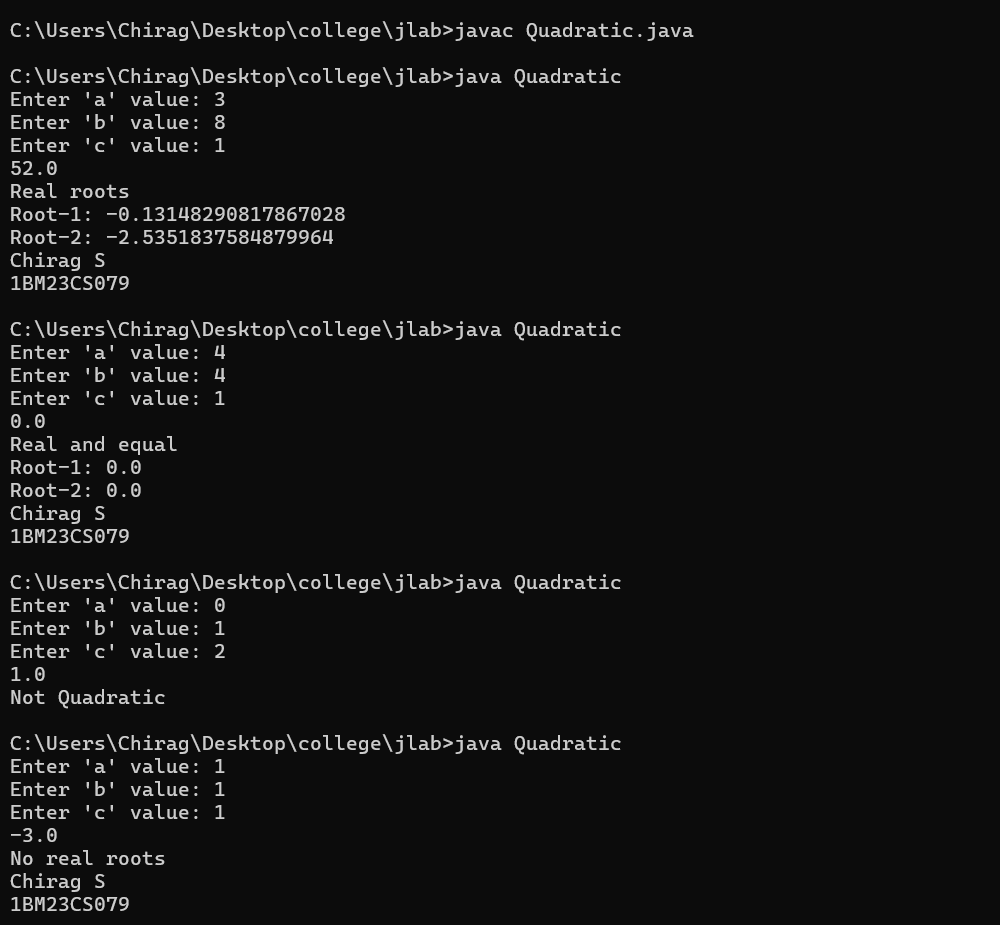 C:\Users\Chirag\Desktop\college\jlab>javac Quadratic.java
C:\Users\Chirag\Desktop\college\jlab>java Quadratic
Enter 'a' value: 3
Enter 'b' value: 8
Enter 'c' value: 1
52.0
Real roots
Root-1: -0.13148290817867028
Root-2: -2.5351837584879964
Chirag S
1BM23CS079
C:\Users\Chirag\Desktop\college\jlab>java Quadratic
Enter 'a' value: 4
Enter 'b' value: 4
Enter 'c' value: 1
0.0
Real and equal
Root-1: 0.0
Root-2: 0.0
Chirag S
1BM23CS079
C:\Users\Chirag\Desktop\college\jlab>java Quadratic
Enter 'a' value: 0
Enter 'b' value: 1
Enter 'c' value: 2
1.0
Not Quadratic
C:\Users\Chirag\Desktop\college\jlab>java Quadratic
Enter 'a' value: 1
Enter 'b' value: 1
Enter 'c' value: 1
-3.0
No real roots
Chirag S
1BM23CS079